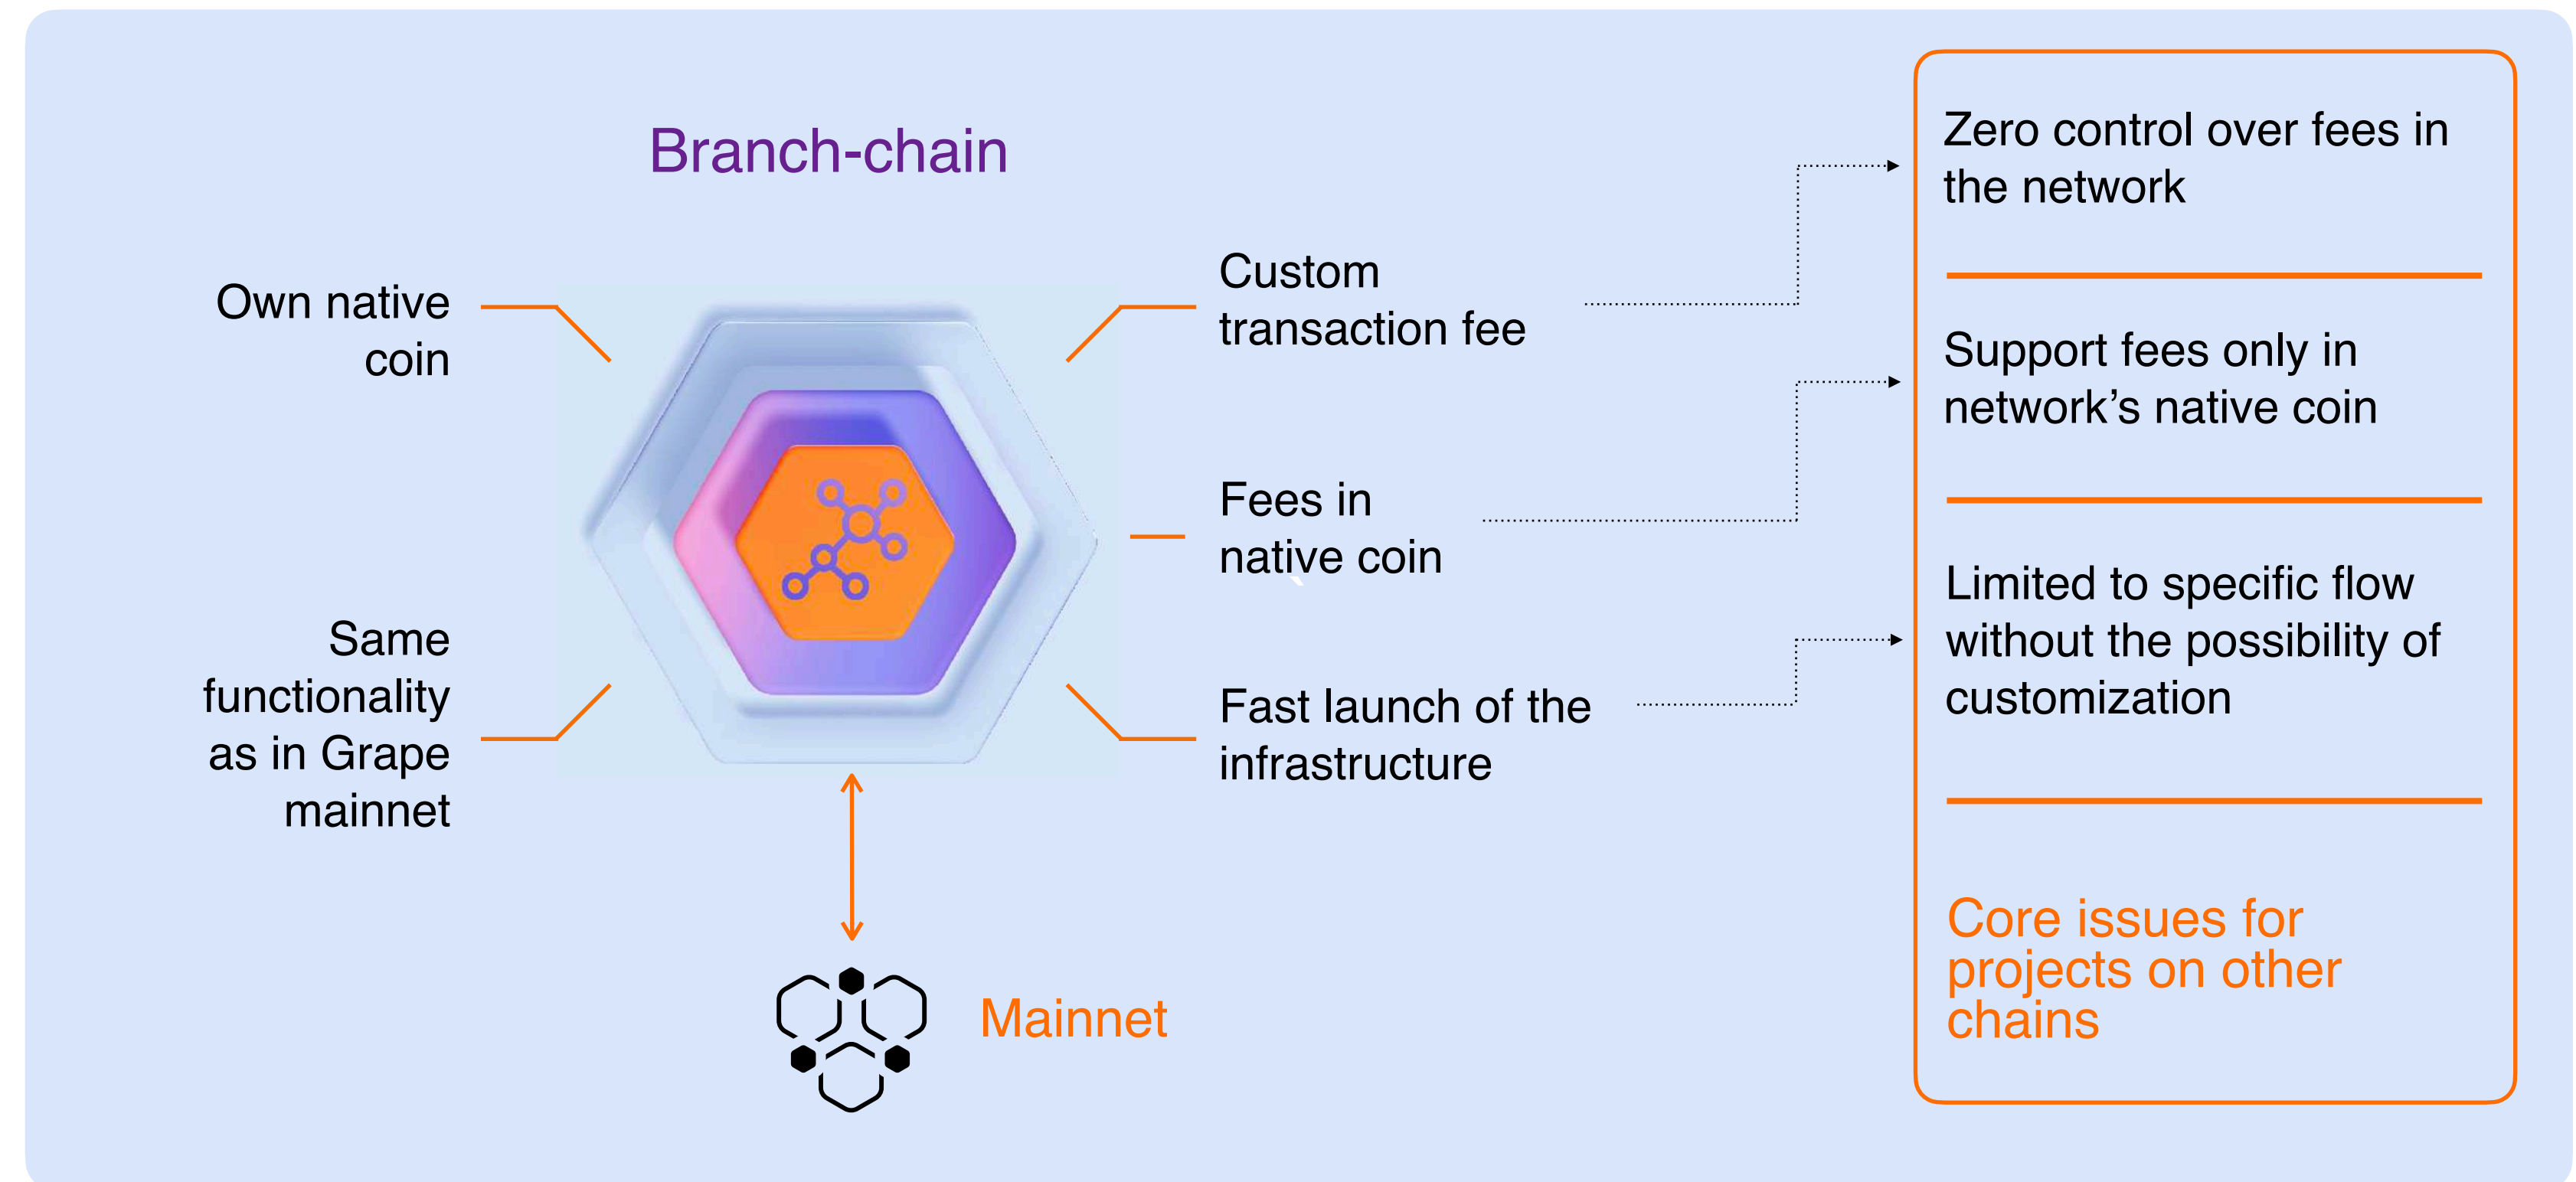 Branch-chain
Own native
coin
Same
functionality
as in Grape
mainnet
Custom
transaction fee
Fees in
native coin
`
Fast launch of the
infrastructure
Mainnet
Zero control over fees in
the network
Support fees only in
network’s native coin
Limited to specific flow
without the possibility of
customization
Core issues for
projects on other
chains